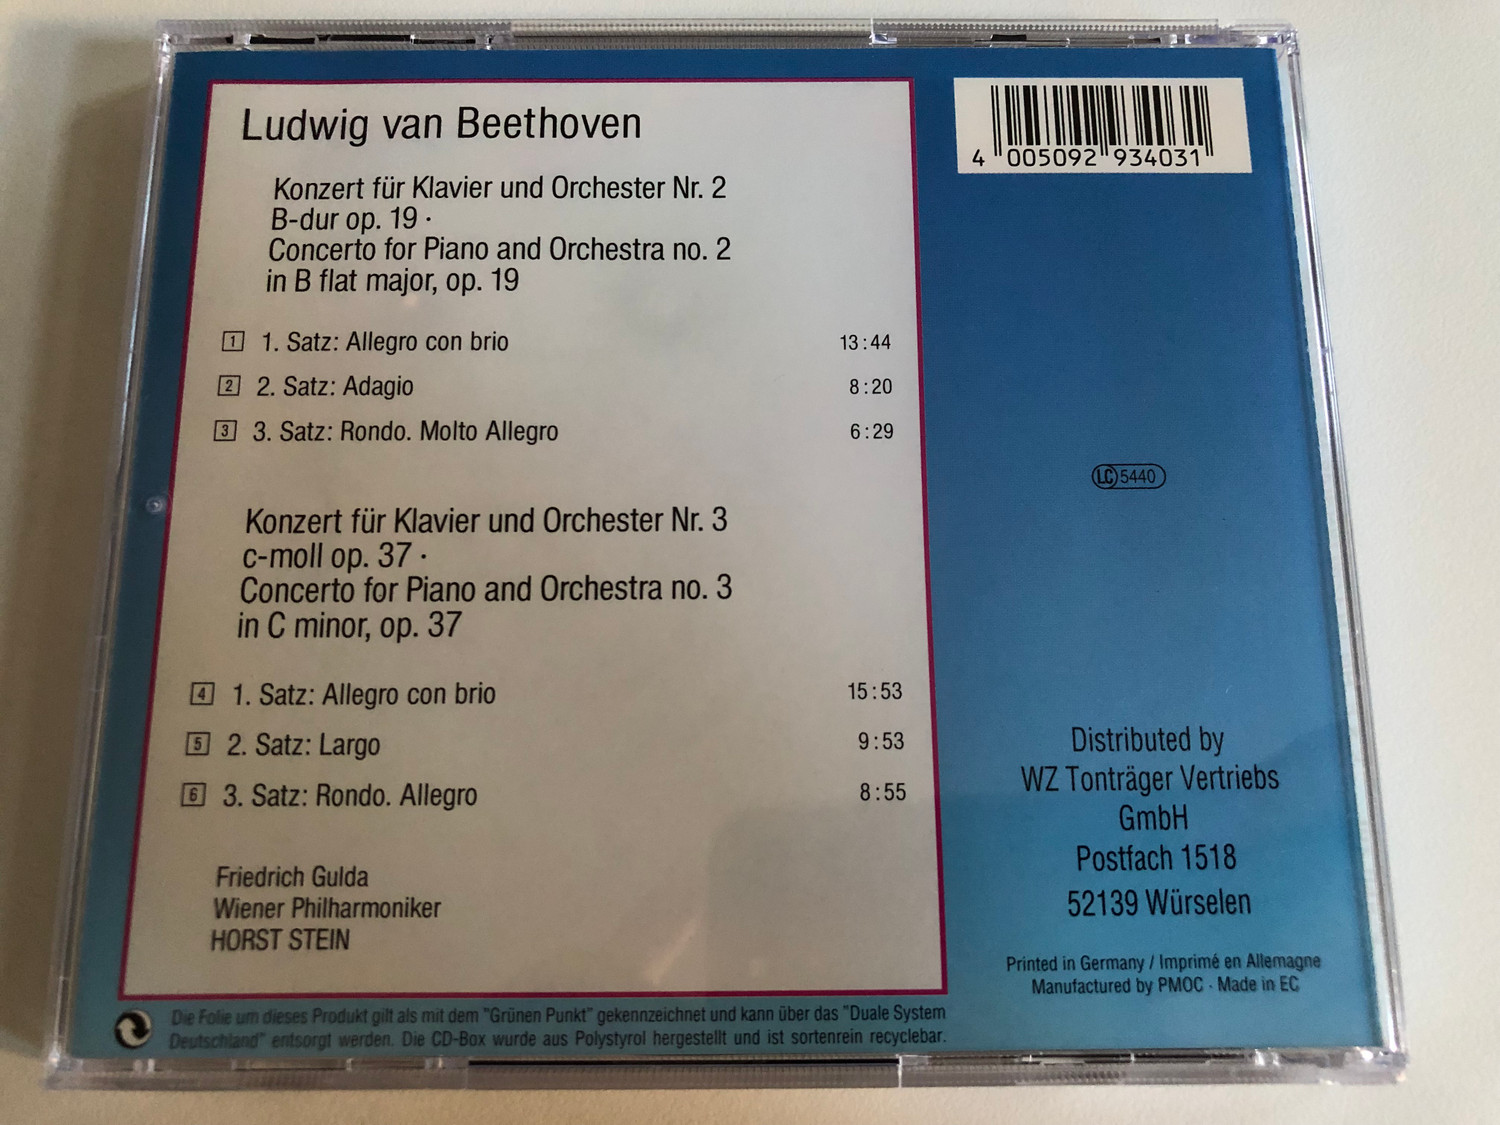 Ludwig van Beethoven
Konzert für Klavier und Orchester Nr. 2
B-dur op. 19 ·
Concerto for Piano and Orchestra no. 2
in B flat major, op. 19
1 1. Satz: Allegro con brio 13:44
2 2. Satz: Adagio 8:20
3 3. Satz: Rondo. Molto Allegro 6:29
Konzert für Klavier und Orchester Nr. 3
c-moll op. 37 ·
Concerto for Piano and Orchestra no. 3
in C minor, op. 37
4 1. Satz: Allegro con brio 15:53
5 2. Satz: Largo 9:53
6 3. Satz: Rondo. Allegro 8:55
Friedrich Gulda
Wiener Philharmoniker
HORST STEIN
Die Folie um dieses Produkt gilt als mit dem "Grünen Punkt" gekennzeichnet und kann über das "Duale System
Deutschland" entsorgt werden. Die CD-Box wurde aus Polystyrol hergestellt und ist sortenrein recyclebar.
4 005092 934031
LC 5440
Distributed by
WZ Tonträger Vertriebs
GmbH
Postfach 1518
52139 Würselen
Printed in Germany / Imprimé en Allemagne
Manufactured by PMOC · Made in EC